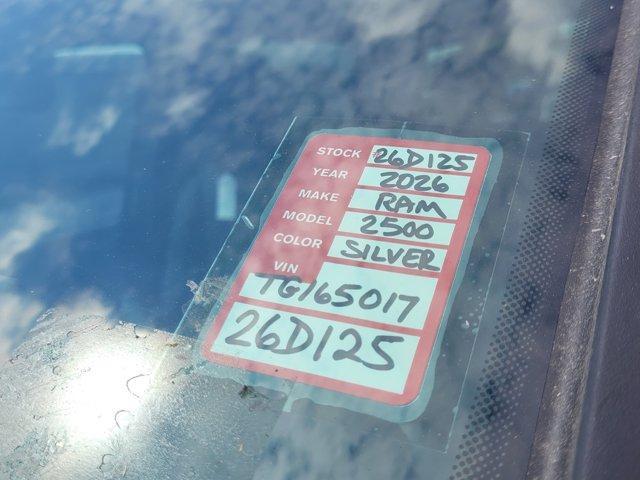 STOCK 26D125
YEAR 2026
MAKE RAM
MODEL 2500
COLOR SILVER
VIN
TG165017
26D125